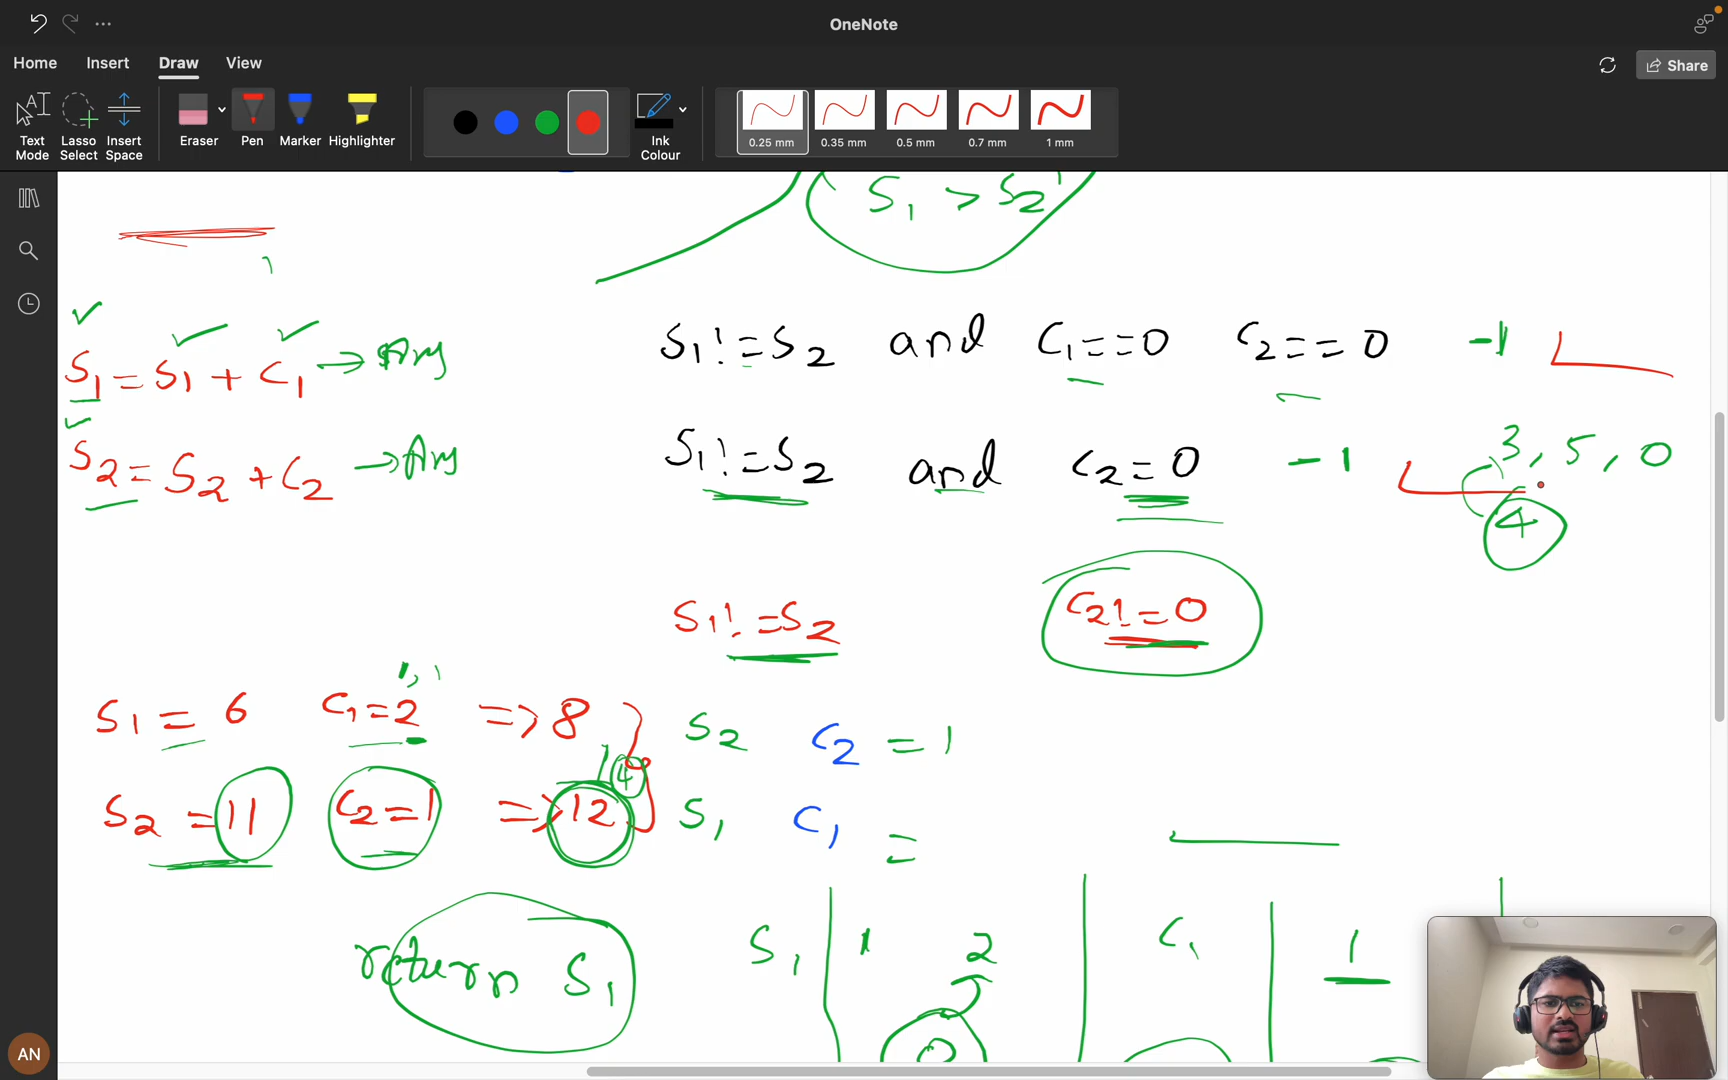 OneNote
Home Insert Draw View Share
Text Mode Lasso Select Insert Space Eraser Pen Marker Highlighter Ink Colour 0.25 mm 0.35 mm 0.5 mm 0.7 mm 1 mm
S1 > S2
S1 != S2 and C1 == 0 C2 == 0 -1
S1 = S1 + C1 → Ans
3, 5, 0
S2 = S2 + C2 → Ans
S1 != S2 and C2 = 0 -1
4
S1 != S2 C2 != 0
S1 = 6 C1 = 2 => 8 S2 C2 = 1
4
S2 = 11 C2 = 1 => 12 S1 C1 =
return S1 S1 1 2 C1 1
AN